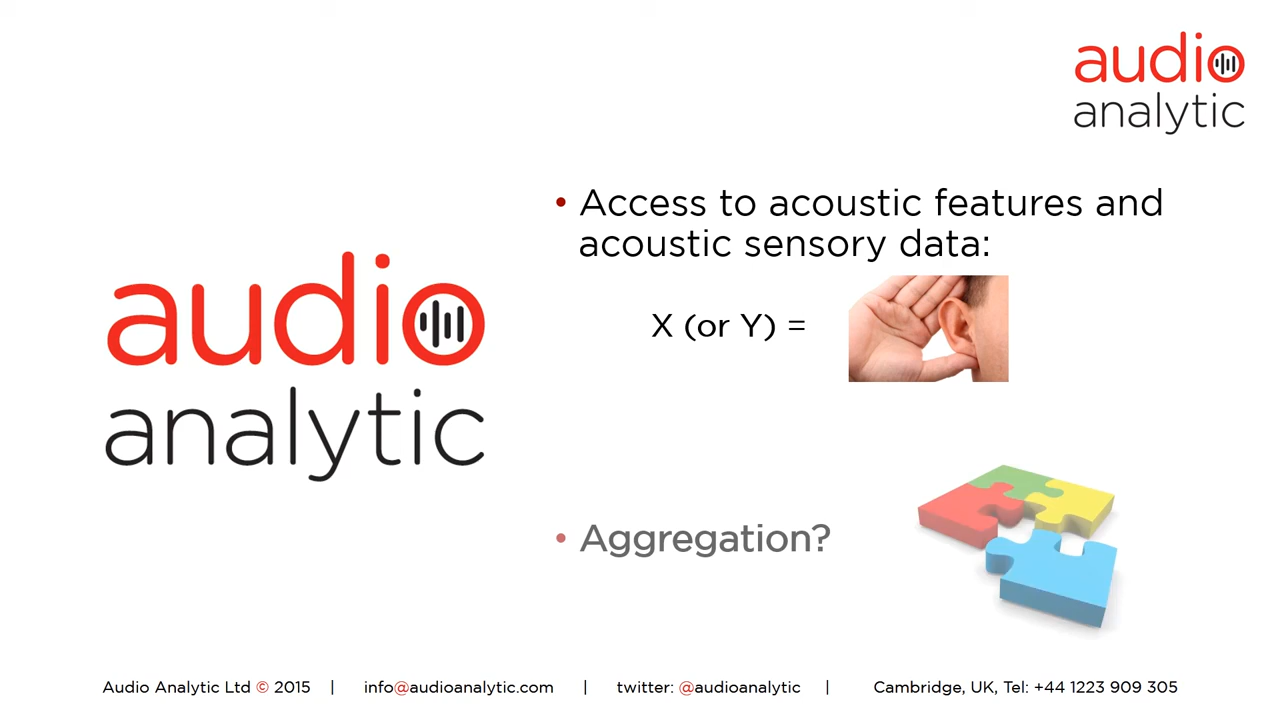 audio
analytic
• Access to acoustic features and
acoustic sensory data:
X (or Y) =
audio
analytic
• Aggregation?
Audio Analytic Ltd © 2015 | info@audioanalytic.com | twitter: @audioanalytic | Cambridge, UK, Tel: +44 1223 909 305